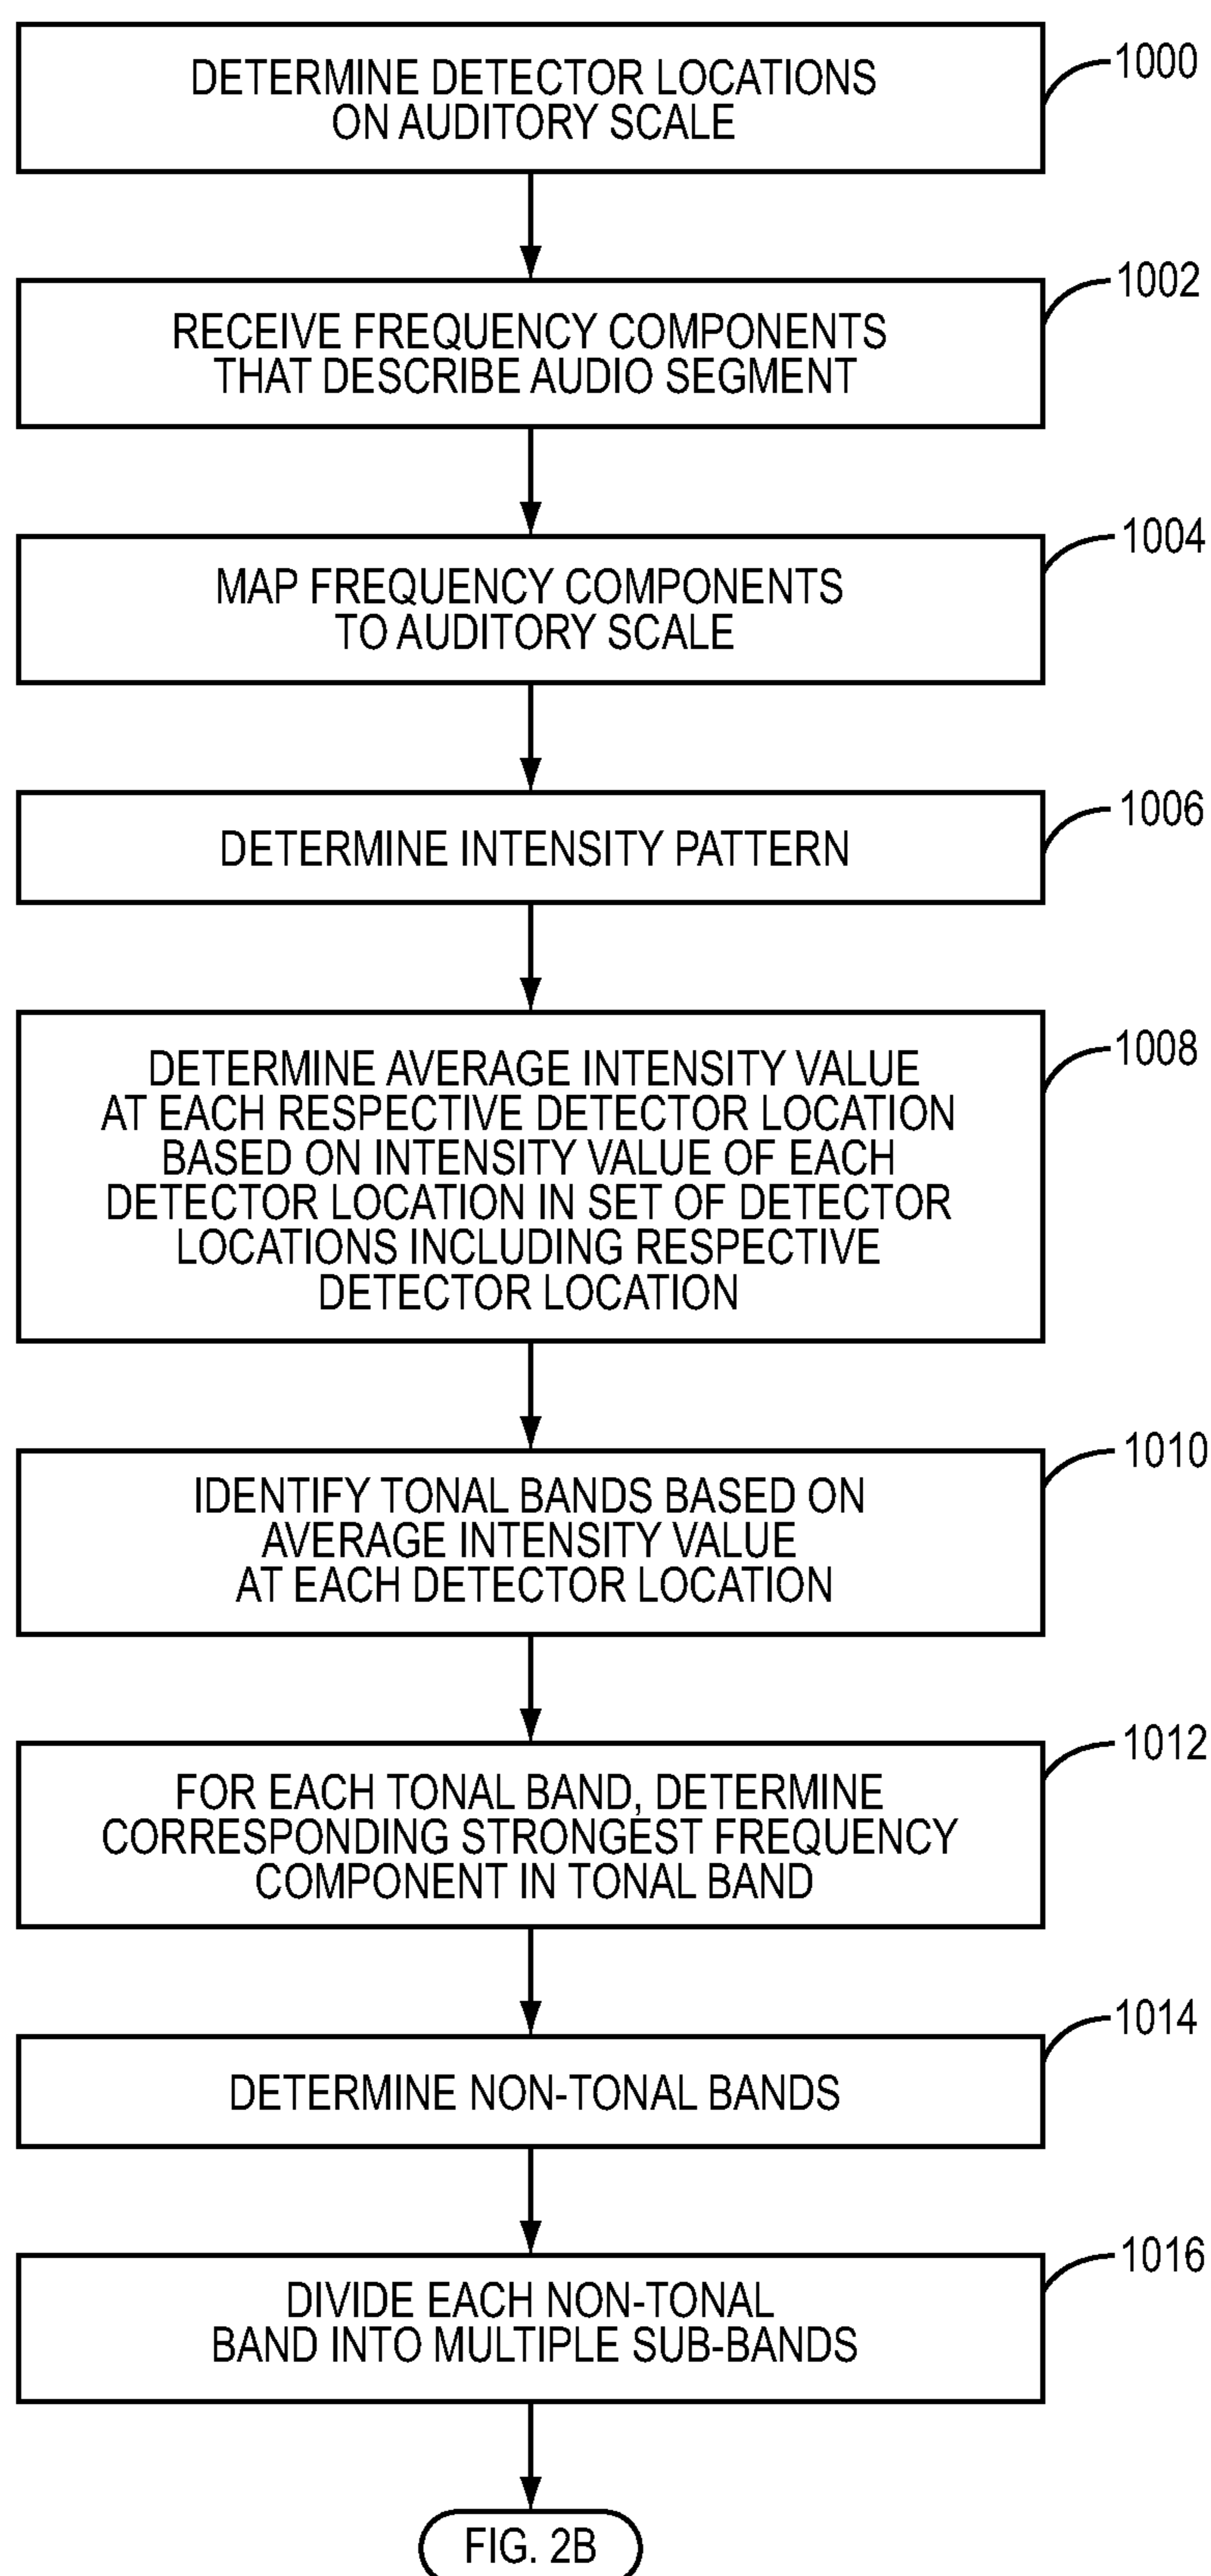 DETERMINE DETECTOR LOCATIONS
ON AUDITORY SCALE
1000
RECEIVE FREQUENCY COMPONENTS
THAT DESCRIBE AUDIO SEGMENT
1002
MAP FREQUENCY COMPONENTS
TO AUDITORY SCALE
1004
DETERMINE INTENSITY PATTERN
1006
DETERMINE AVERAGE INTENSITY VALUE
AT EACH RESPECTIVE DETECTOR LOCATION
BASED ON INTENSITY VALUE OF EACH
DETECTOR LOCATION IN SET OF DETECTOR
LOCATIONS INCLUDING RESPECTIVE
DETECTOR LOCATION
1008
IDENTIFY TONAL BANDS BASED ON
AVERAGE INTENSITY VALUE
AT EACH DETECTOR LOCATION
1010
FOR EACH TONAL BAND, DETERMINE
CORRESPONDING STRONGEST FREQUENCY
COMPONENT IN TONAL BAND
1012
DETERMINE NON-TONAL BANDS
1014
DIVIDE EACH NON-TONAL
BAND INTO MULTIPLE SUB-BANDS
1016
FIG. 2B